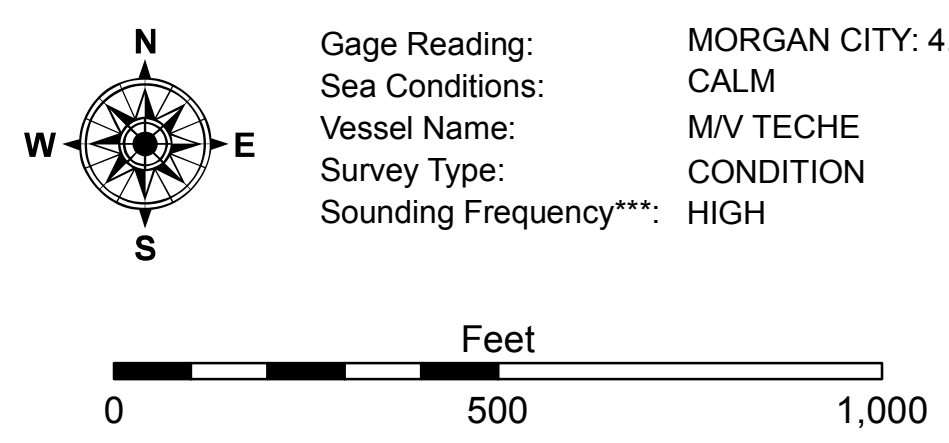 N
W E
S
Gage Reading: MORGAN CITY: 4
Sea Conditions: CALM
Vessel Name: M/V TECHE
Survey Type: CONDITION
Sounding Frequency***: HIGH
Feet
0 500 1,000